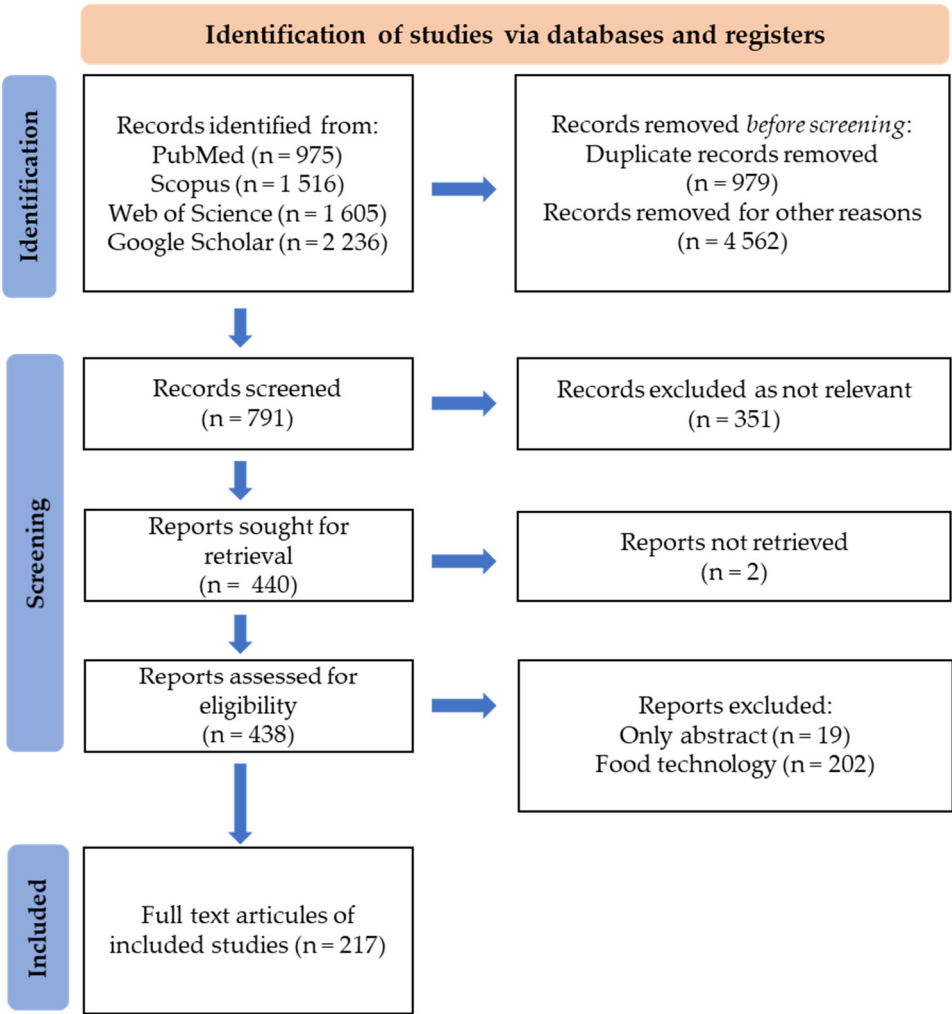 Identification of studies via databases and registers
Identification
Records identified from:
PubMed (n = 975)
Scopus (n = 1 516)
Web of Science (n = 1 605)
Google Scholar (n = 2 236)
Records removed before screening:
Duplicate records removed
(n = 979)
Records removed for other reasons
(n = 4 562)
Screening
Records screened
(n = 791)
Records excluded as not relevant
(n = 351)
Reports sought for
retrieval
(n = 440)
Reports not retrieved
(n = 2)
Reports assessed for
eligibility
(n = 438)
Reports excluded:
Only abstract (n = 19)
Food technology (n = 202)
Included
Full text articules of
included studies (n = 217)